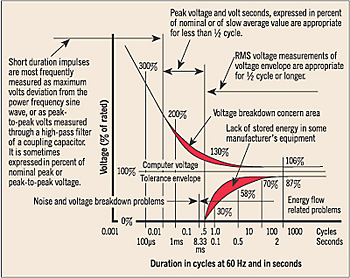 Peak voltage and volt seconds, expressed in percent
of nominal or of slow average value are appropriate
for less than ½ cycle.
RMS voltage measurements of
voltage envelope are appropriate
for ½ cycle or longer.
Short duration impulses
are most frequently
measured as maximum
volts deviation from the
power frequency sine
wave, or as peak-
to-peak volts measured
through a high-pass filter
of a coupling capacitor.
It is sometimes
expressed in percent of
nominal peak or
peak-to-peak voltage.
Voltage (% of rated)
300%
200%
130%
Voltage breakdown concern area
Lack of stored energy in some
manufacturer's equipment
106%
100%
Computer voltage
Tolerance envelope
70%
87%
58%
30%
Noise and voltage breakdown problems
Energy flow
related problems
0%
0.001 0.01 0.1 .5 1.0 10 100 1000 Cycles
100µs 1ms 8.33 ms 0.1 0.5 2 Seconds
Duration in cycles at 60 Hz and in seconds